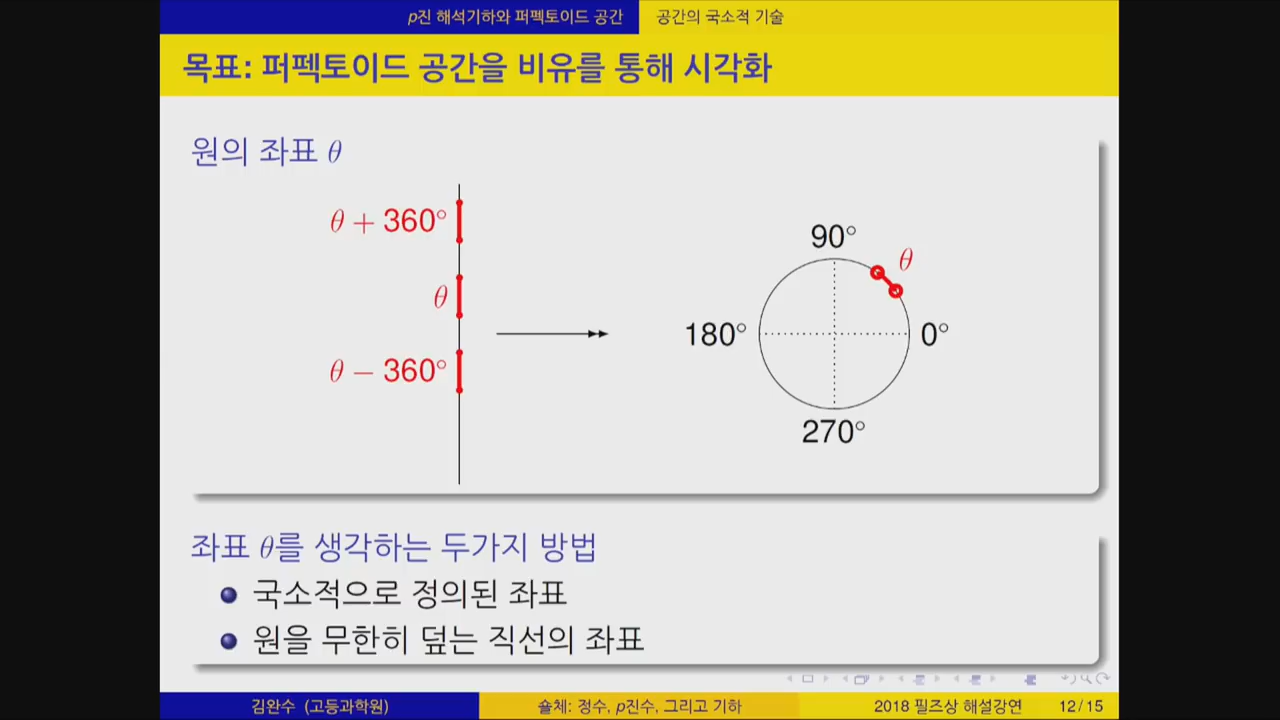 p진 해석기하와 퍼펙토이드 공간 공간의 국소적 기술
목표: 퍼펙토이드 공간을 비유를 통해 시각화
원의 좌표 θ
θ + 360°
θ
θ − 360°
90°
θ
180°
0°
270°
좌표 θ를 생각하는 두가지 방법
국소적으로 정의된 좌표
원을 무한히 덮는 직선의 좌표
김완수 (고등과학원) 숄체: 정수, p진수, 그리고 기하 2018 필즈상 해설강연 12 / 15